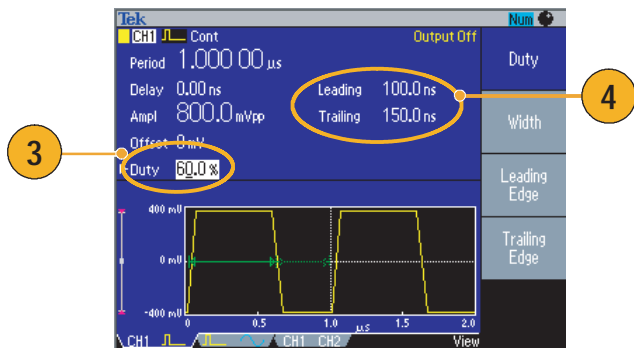 Tek Num
CH1 Cont Output Off
Period 1.000 00 µs
Delay 0.00 ns Leading 100.0 ns
Ampl 800.0 mVpp Trailing 150.0 ns
Offset 0 mV
Duty 60.0 %
Duty
Width
Leading
Edge
Trailing
Edge
3
4
400 mV
0 mV
-400 mV
0 0.5 1.0 µs 1.5 2.0
CH1 CH1 CH2 View